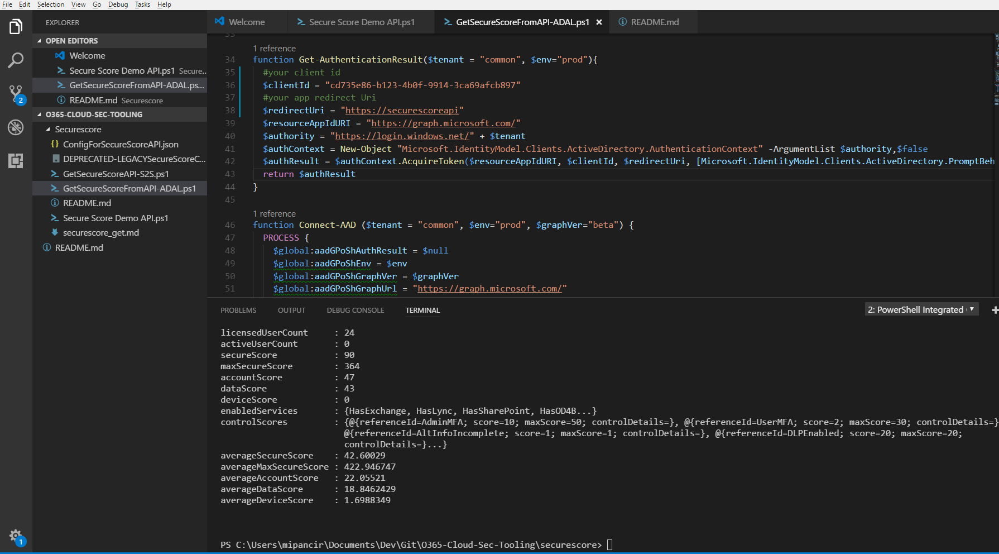 File Edit Selection View Go Debug Tasks Help
EXPLORER
OPEN EDITORS
Welcome
Secure Score Demo API.ps1 Secure...
GetSecureScoreFromAPI-ADAL.ps...
README.md Securescore
O365-CLOUD-SEC-TOOLING
Securescore
{} ConfigForSecureScoreAPI.json
DEPRECATED-LEGACYSecureScoreC...
GetSecureScoreAPI-S2S.ps1
GetSecureScoreFromAPI-ADAL.ps1
README.md
Secure Score Demo API.ps1
securescore_get.md
README.md
2
1
Welcome Secure Score Demo API.ps1 GetSecureScoreFromAPI-ADAL.ps1 × README.md
33
1 reference
34 function Get-AuthenticationResult($tenant = "common", $env="prod"){
35 #your client id
36 $clientId = "cd735e86-b123-4b0f-9914-3ca69afcb897"
37 #your app redirect Uri
38 $redirectUri = "https://securescoreapi"
39 $resourceAppIdURI = "https://graph.microsoft.com/"
40 $authority = "https://login.windows.net/" + $tenant
41 $authContext = New-Object "Microsoft.IdentityModel.Clients.ActiveDirectory.AuthenticationContext" -ArgumentList $authority,$false
42 $authResult = $authContext.AcquireToken($resourceAppIdURI, $clientId, $redirectUri, [Microsoft.IdentityModel.Clients.ActiveDirectory.PromptBeh
43 return $authResult
44 }
45
1 reference
46 function Connect-AAD ($tenant = "common", $env="prod", $graphVer="beta") {
47 PROCESS {
48 $global:aadGPoShAuthResult = $null
49 $global:aadGPoShEnv = $env
50 $global:aadGPoShGraphVer = $graphVer
51 $global:aadGPoShGraphUrl = "https://graph.microsoft.com/"
PROBLEMS OUTPUT DEBUG CONSOLE TERMINAL 2: PowerShell Integrated
licensedUserCount : 24
activeUserCount : 0
secureScore : 90
maxSecureScore : 364
accountScore : 47
dataScore : 43
deviceScore : 0
enabledServices : {HasExchange, HasLync, HasSharePoint, HasOD4B...}
controlScores : {@{referenceId=AdminMFA; score=10; maxScore=50; controlDetails=}, @{referenceId=UserMFA; score=2; maxScore=30; controlDetails=}
@{referenceId=AltInfoIncomplete; score=1; maxScore=1; controlDetails=}, @{referenceId=DLPEnabled; score=20; maxScore=20;
controlDetails=}...}
averageSecureScore : 42.60029
averageMaxSecureScore : 422.946747
averageAccountScore : 22.05521
averageDataScore : 18.8462429
averageDeviceScore : 1.6988349
PS C:\Users\mipancir\Documents\Dev\Git\O365-Cloud-Sec-Tooling\securescore>